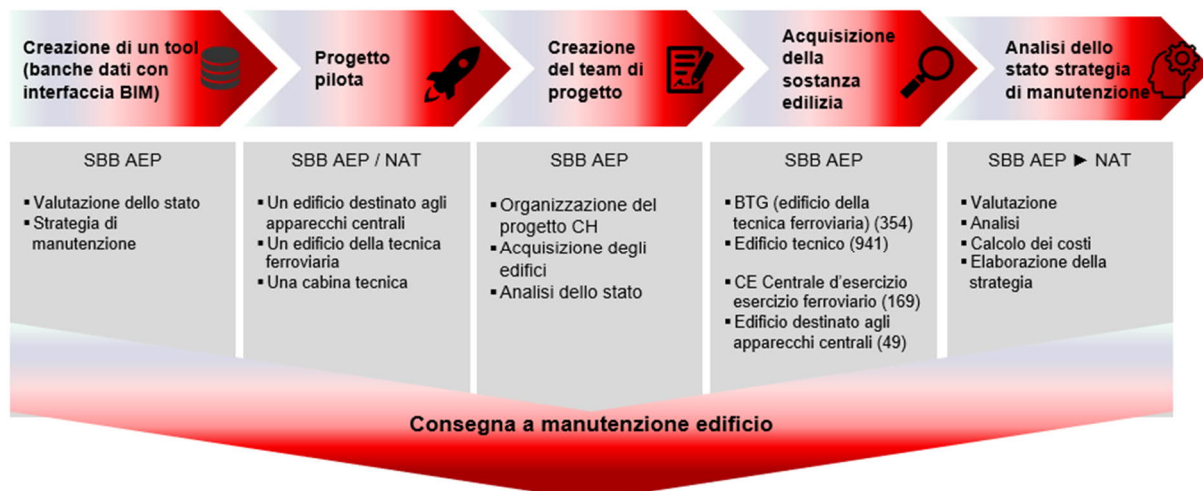 Creazione di un tool
(banche dati con
interfaccia BIM)
Progetto
pilota
Creazione
del team di
progetto
Acquisizione
della
sostanza
edilizia
Analisi dello
stato strategia
di manutenzione
SBB AEP
▪ Valutazione dello stato
▪ Strategia di
manutenzione
SBB AEP / NAT
▪ Un edificio destinato agli
apparecchi centrali
▪ Un edificio della tecnica
ferroviaria
▪ Una cabina tecnica
SBB AEP
▪ Organizzazione del
progetto CH
▪ Acquisizione degli
edifici
▪ Analisi dello stato
SBB AEP
▪ BTG (edificio della
tecnica ferroviaria) (354)
▪ Edificio tecnico (941)
▪ CE Centrale d'esercizio
esercizio ferroviario (169)
▪ Edificio destinato agli
apparecchi centrali (49)
SBB AEP ► NAT
▪ Valutazione
▪ Analisi
▪ Calcolo dei costi
▪ Elaborazione della
strategia
Consegna a manutenzione edificio